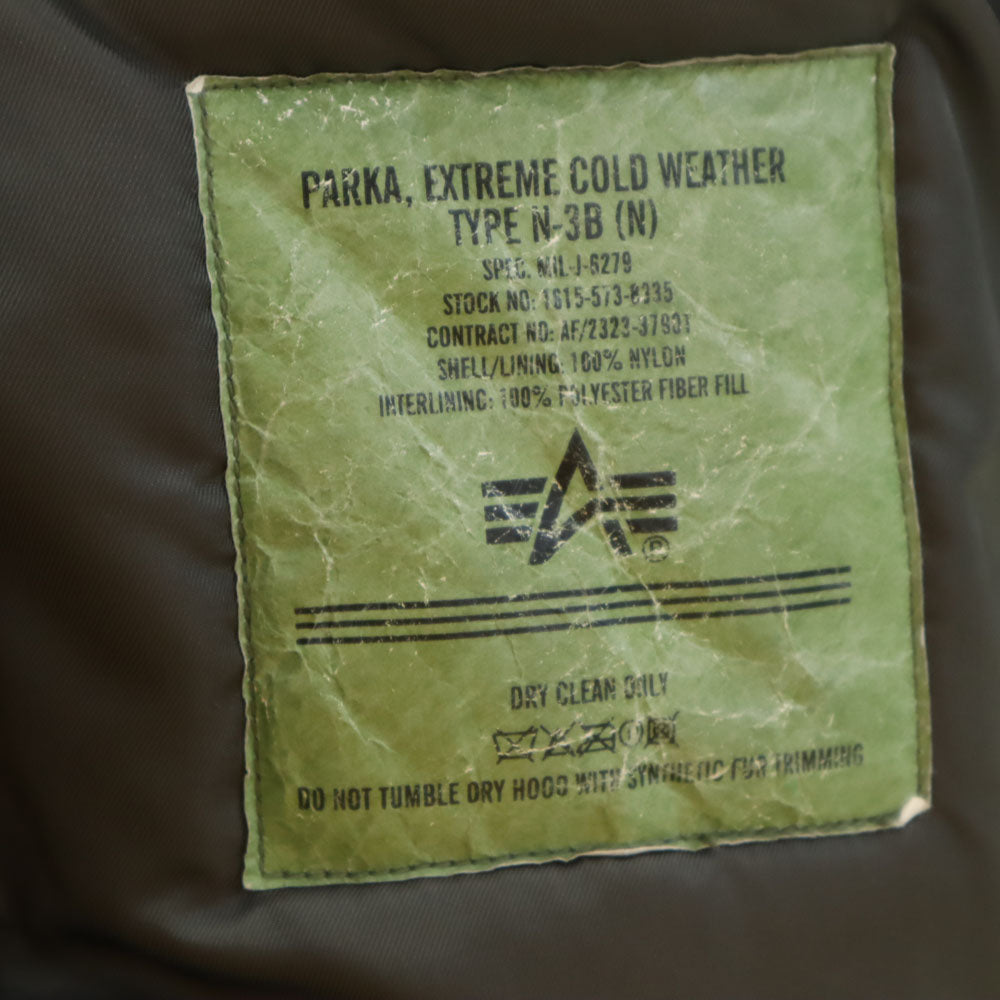 PARKA, EXTREME COLD WEATHER
TYPE N-3B (N)
SPEC. MIL-J-6279
STOCK NO: 1615-573-8335
CONTRACT NO: AF/2323-37931
SHELL/LINING: 100% NYLON
INTERLINING: 100% POLYESTER FIBER FILL
®
DRY CLEAN ONLY
DO NOT TUMBLE DRY HOOD WITH SYNTHETIC FUR TRIMMING